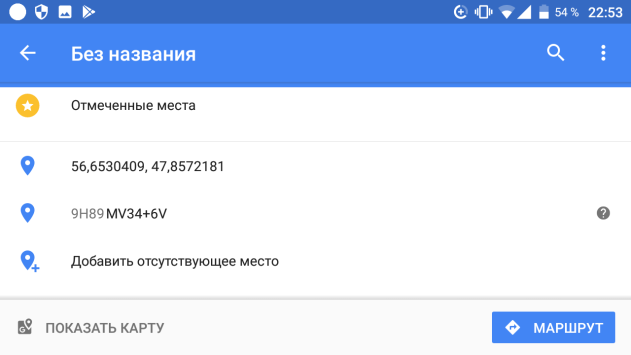 54 % 22:53
Без названия
Отмеченные места
56,6530409, 47,8572181
9H89 MV34+6V
Добавить отсутствующее место
ПОКАЗАТЬ КАРТУ МАРШРУТ